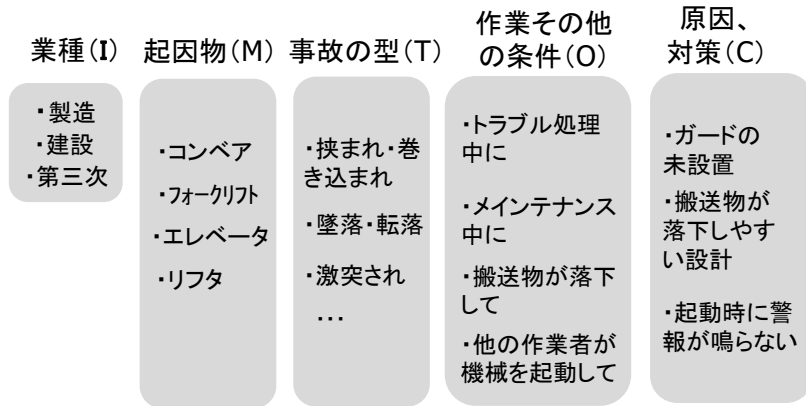 業種(I)
・製造
・建設
・第三次
起因物(M)
・コンベア
・フォークリフト
・エレベータ
・リフタ
事故の型(T)
・挟まれ・巻
き込まれ
・墜落・転落
・激突され
・・・
作業その他
の条件(O)
・トラブル処理
中に
・メインテナンス
中に
・搬送物が落下
して
・他の作業者が
機械を起動して
原因、
対策(C)
・ガードの
未設置
・搬送物が
落下しやす
い設計
・起動時に警
報が鳴らない